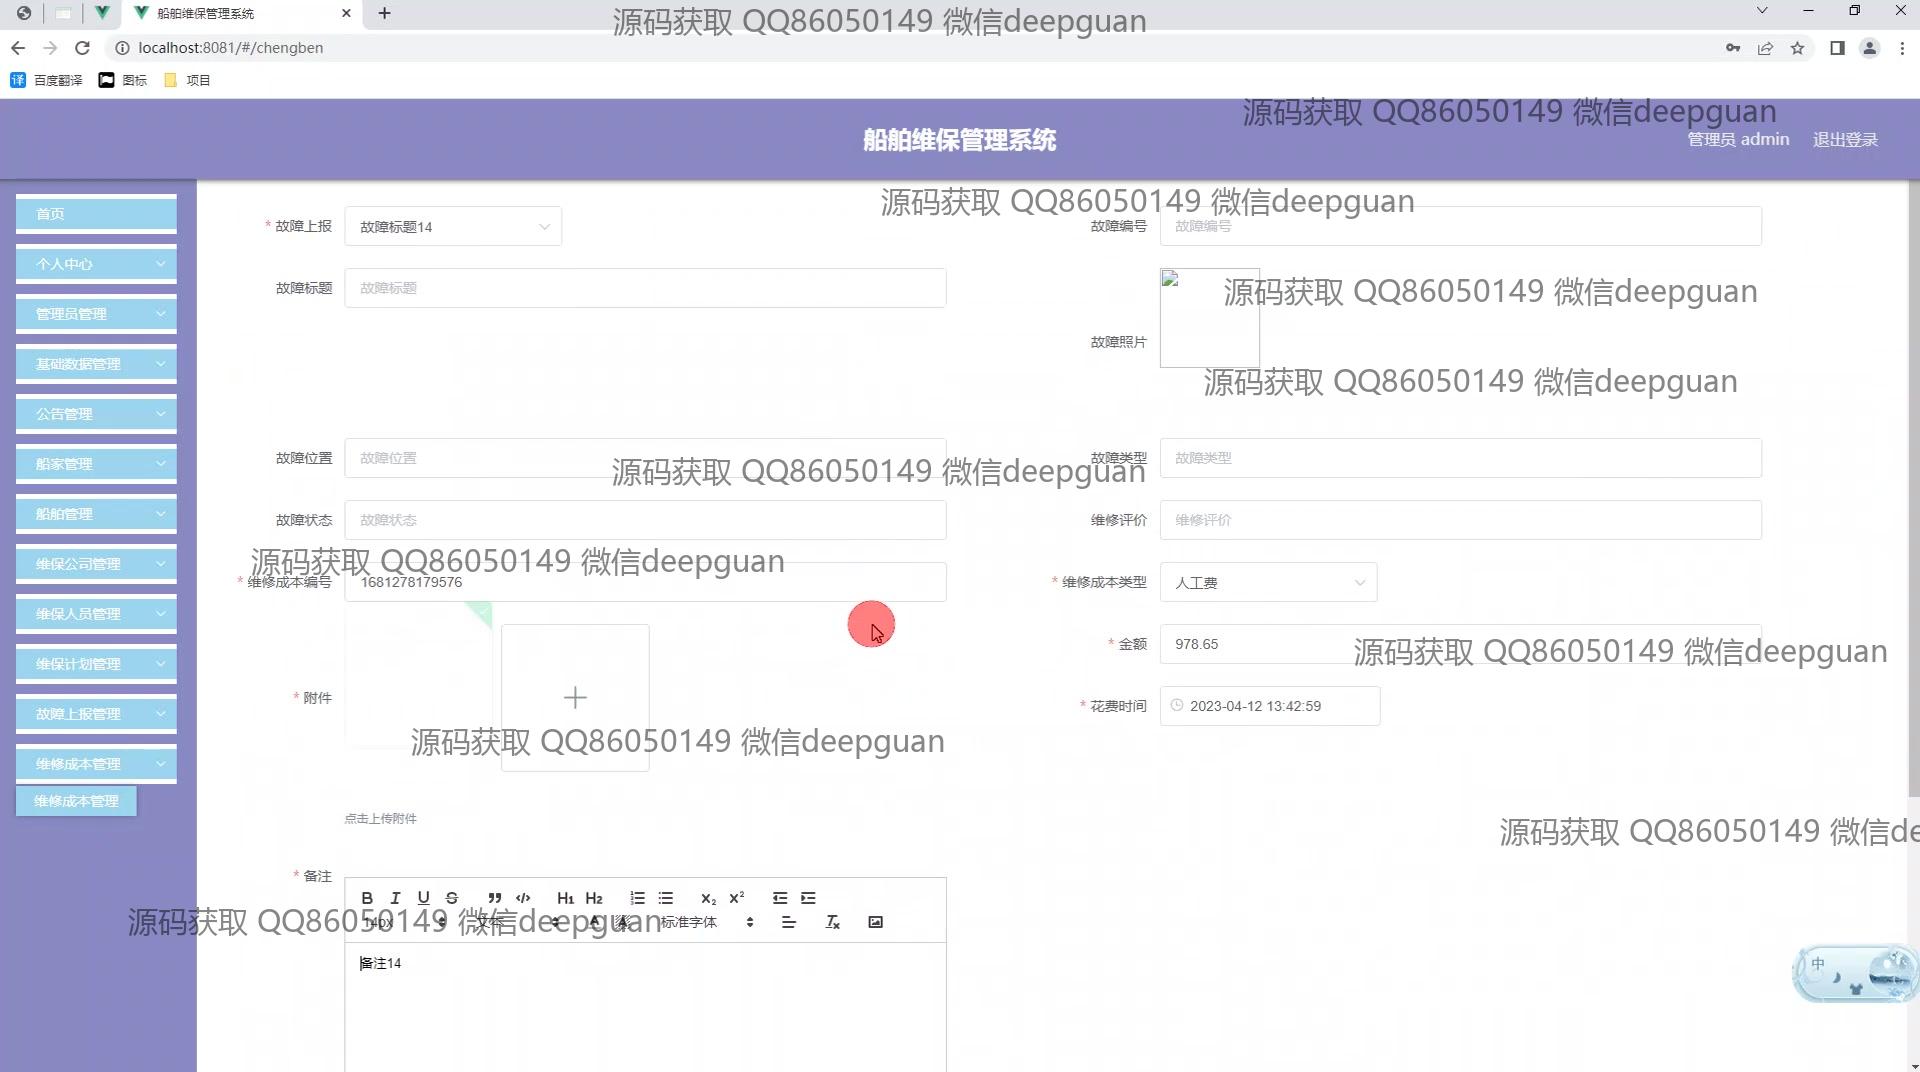 船舶维保管理系统
源码获取 QQ86050149 微信deepguan
localhost:8081/#/chengben
百度翻译
图标
项目
源码获取 QQ86050149 微信deepguan
船舶维保管理系统
管理员 admin
退出登录
源码获取 QQ86050149 微信deepguan
首页
* 故障上报
故障标题14
故障编号
故障编号
个人中心
故障标题
故障标题
源码获取 QQ86050149 微信deepguan
管理员管理
故障照片
基础数据管理
源码获取 QQ86050149 微信deepguan
公告管理
船家管理
故障位置
故障位置
故障类型
故障类型
源码获取 QQ86050149 微信deepguan
船舶管理
故障状态
故障状态
维修评价
维修评价
维保公司管理
源码获取 QQ86050149 微信deepguan
* 维修成本编号
1681278179576
* 维修成本类型
人工费
维保人员管理
* 金额
978.65
源码获取 QQ86050149 微信deepguan
维保计划管理
* 附件
* 花费时间
2023-04-12 13:42:59
故障上报管理
源码获取 QQ86050149 微信deepguan
维修成本管理
维修成本管理
点击上传附件
源码获取 QQ86050149 微信de
* 备注
B I U S H1 H2 X2 X2
源码获取 QQ86050149 微信deepguan
14px 文本 标准字体
备注14
中